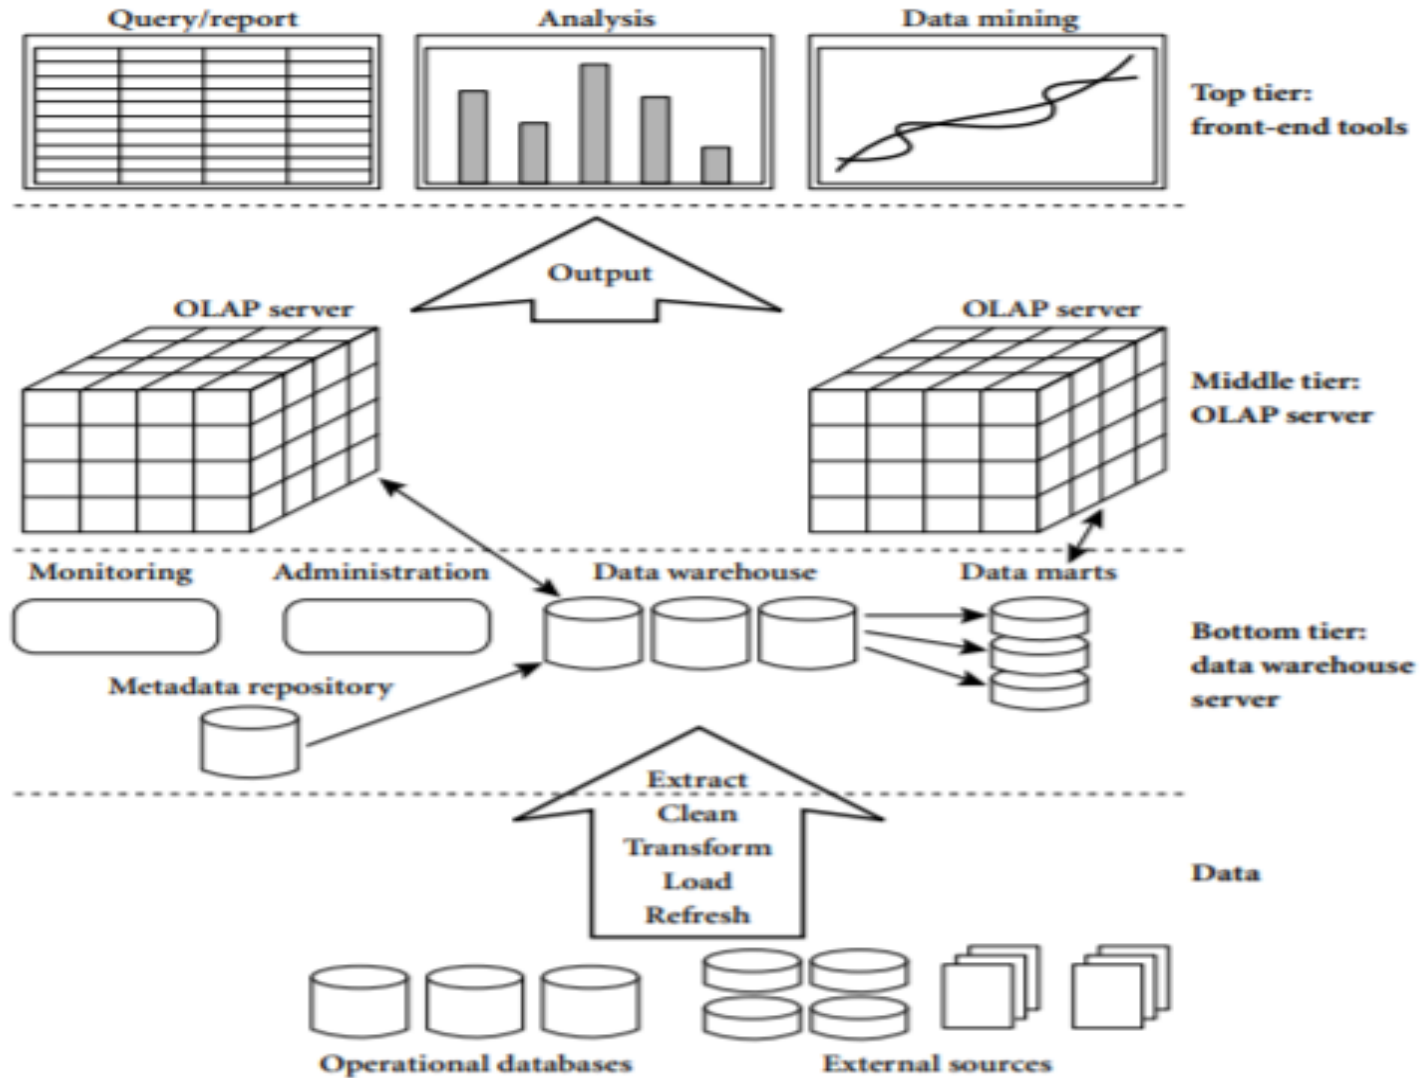 Query/report
Analysis
Data mining
Top tier:
front-end tools
Output
OLAP server
OLAP server
Middle tier:
OLAP server
Monitoring
Administration
Data warehouse
Data marts
Bottom tier:
data warehouse
server
Metadata repository
Extract
Clean
Transform
Load
Refresh
Data
Operational databases
External sources